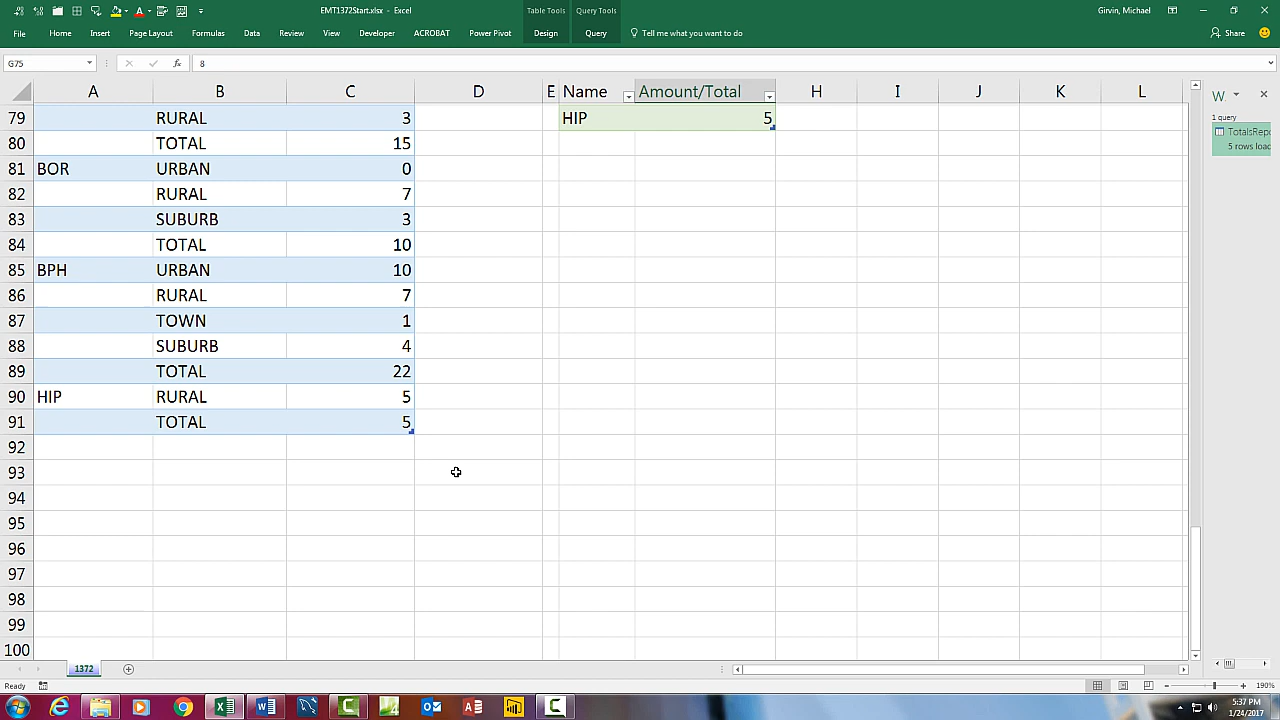 EMT1372Start.xlsx - Excel
Table Tools
Query Tools
Girvin, Michael
File
Home
Insert
Page Layout
Formulas
Data
Review
View
Developer
ACROBAT
Power Pivot
Design
Query
Tell me what you want to do
Share
G75
fx
8
A B C D E Name Amount/Total H I J K L
79 RURAL 3 HIP 5
80 TOTAL 15
81 BOR URBAN 0
82 RURAL 7
83 SUBURB 3
84 TOTAL 10
85 BPH URBAN 10
86 RURAL 7
87 TOWN 1
88 SUBURB 4
89 TOTAL 22
90 HIP RURAL 5
91 TOTAL 5
92
93
94
95
96
97
98
99
100
W.
1 query
TotalsRepo
5 rows load
1372
Ready
190%
5:37 PM
1/24/2017